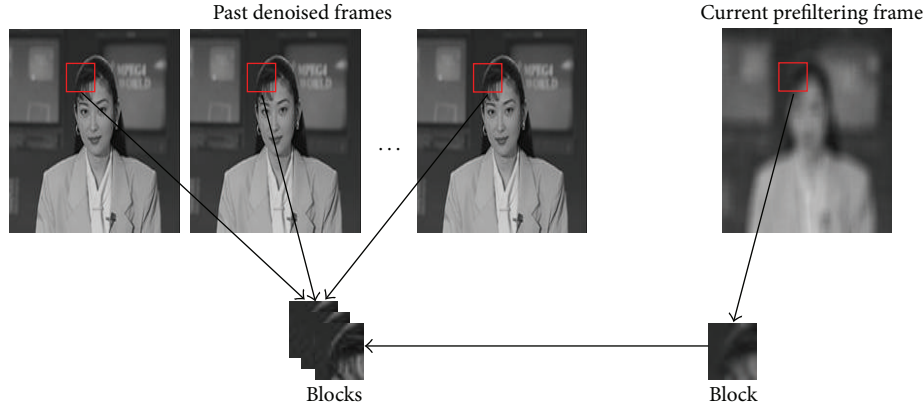 Past denoised frames
Current prefiltering frame
MPEG4
WORLD
MPEG4
WORLD
MPEG4
WORLD
...
Blocks
Block